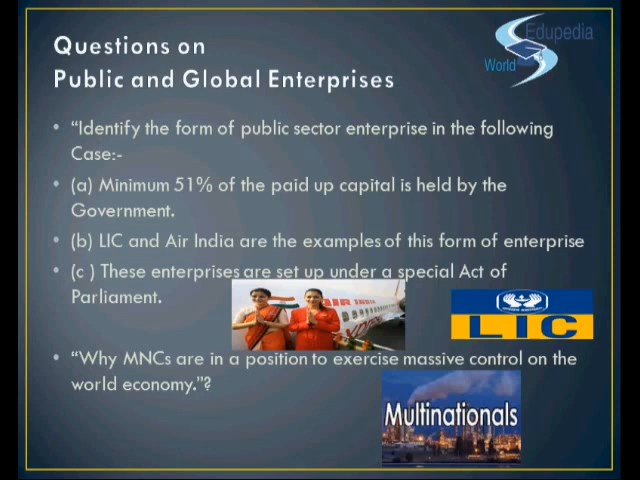 Questions on
Public and Global Enterprises
Edupedia
World
• “Identify the form of public sector enterprise in the following
Case:-
• (a) Minimum 51% of the paid up capital is held by the
Government.
• (b) LIC and Air India are the examples of this form of enterprise
• (c ) These enterprises are set up under a special Act of
Parliament.
AIR INDIA
LIC
• “Why MNCs are in a position to exercise massive control on the
world economy.”?
Multinationals